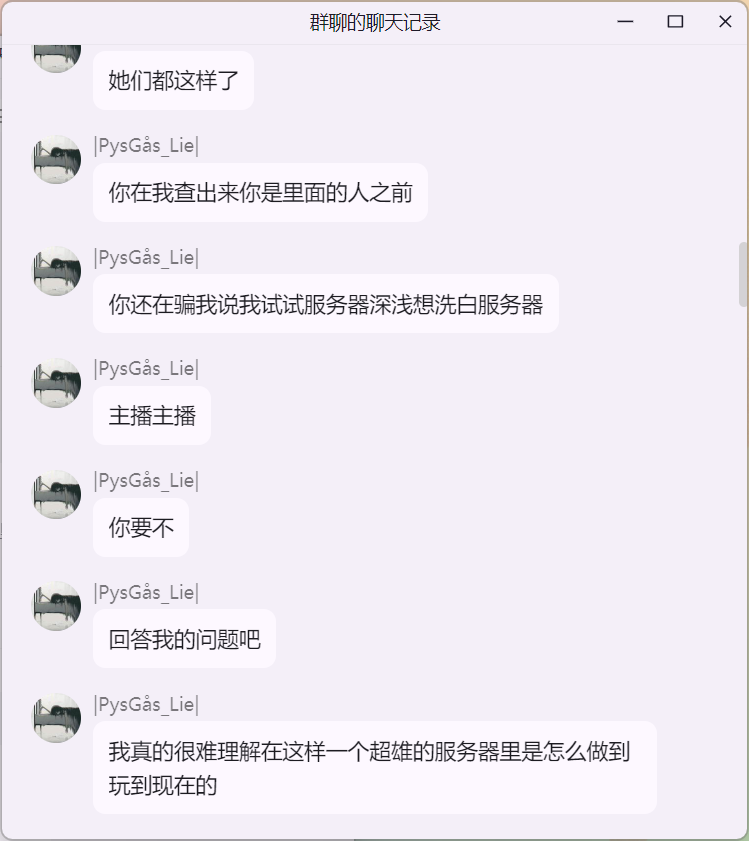 群聊的聊天记录
她们都这样了
|PysGås_Lie|
你在我查出来你是里面的人之前
|PysGås_Lie|
你还在骗我说我试试服务器深浅想洗白服务器
|PysGås_Lie|
主播主播
|PysGås_Lie|
你要不
|PysGås_Lie|
回答我的问题吧
|PysGås_Lie|
我真的很难理解在这样一个超雄的服务器里是怎么做到
玩到现在的